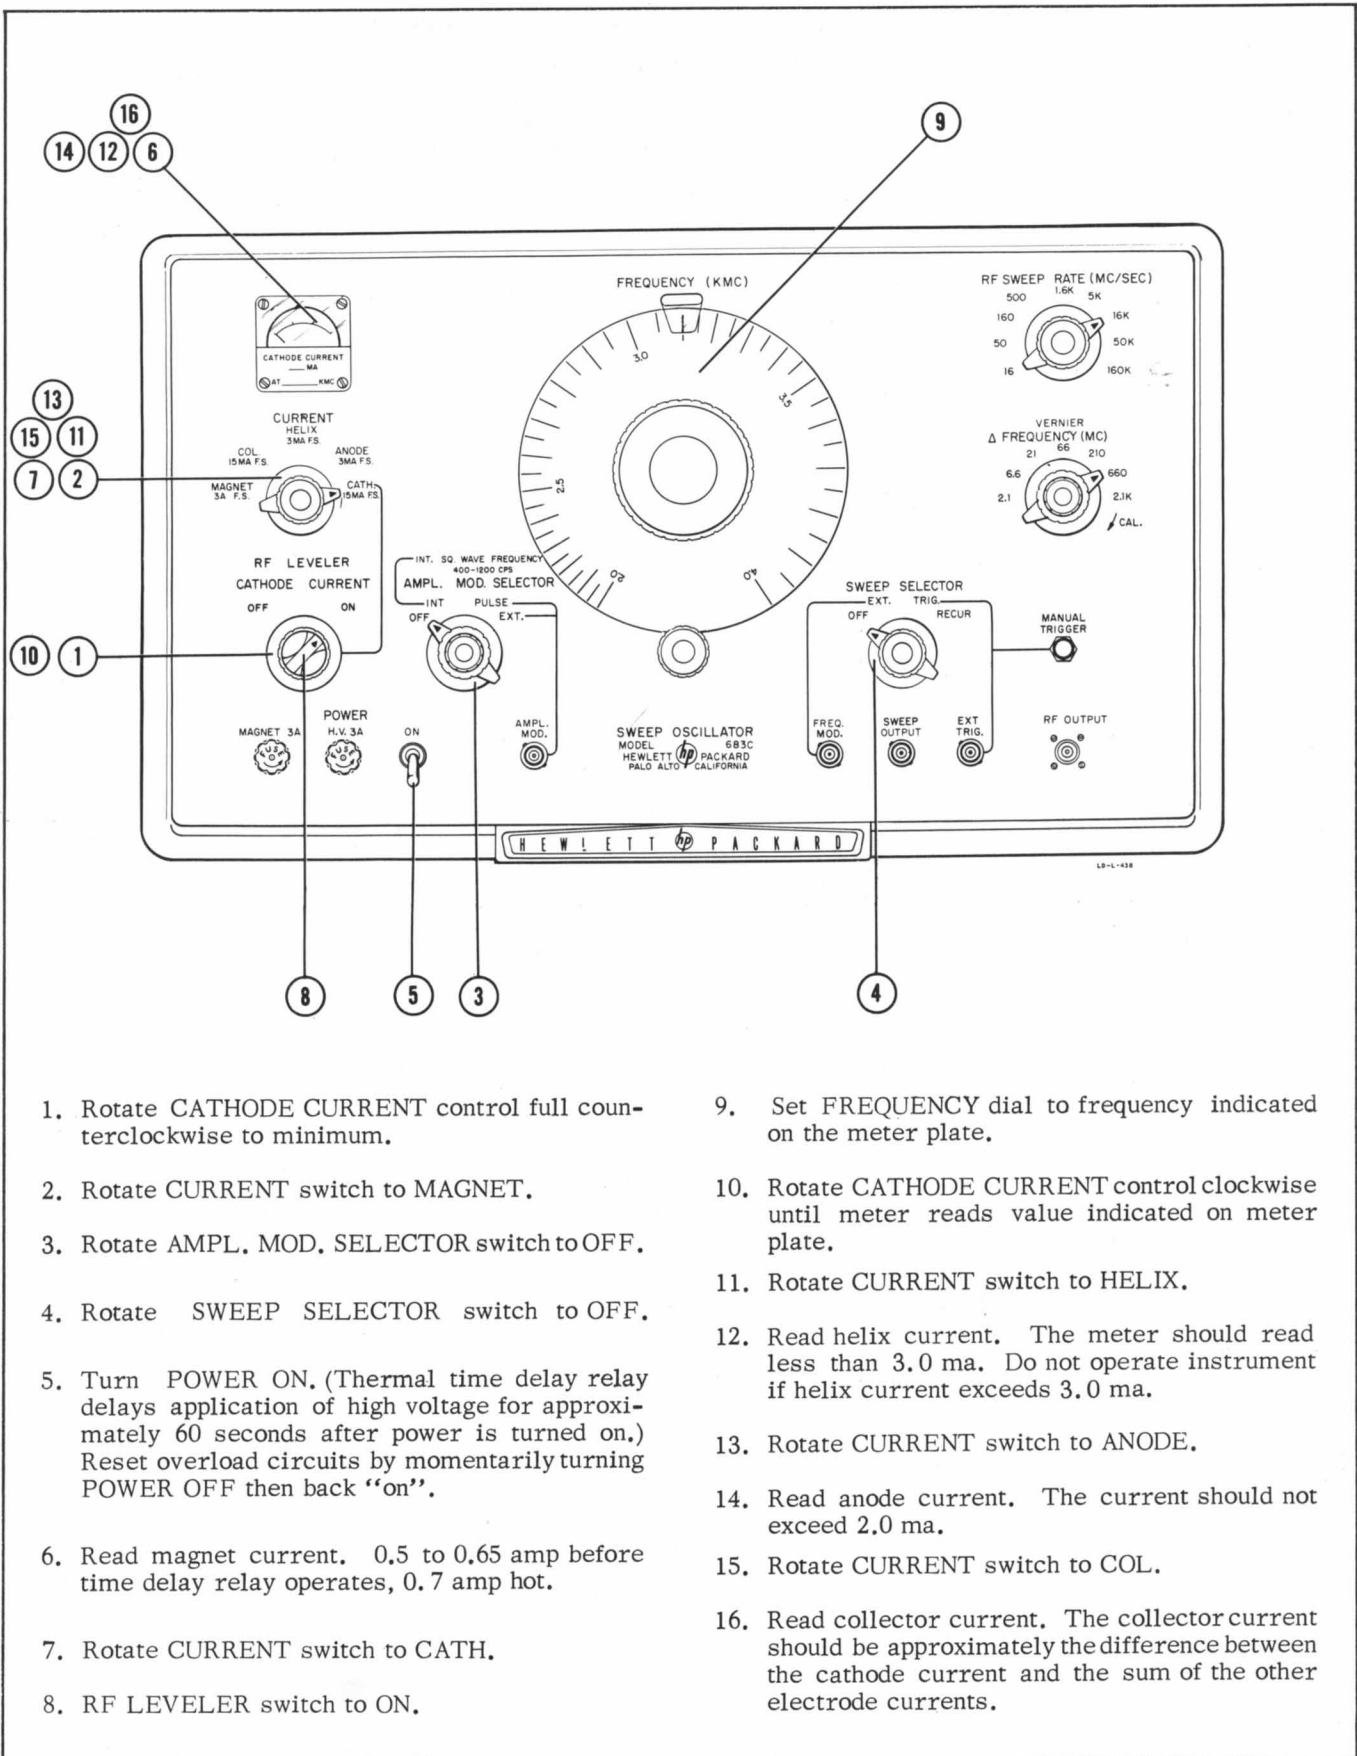 16
14 12 6
9
FREQUENCY (KMC)
3.0
3.5
2.5
2.0
4.0
CATHODE CURRENT
___ MA
AT ______ KMC
RF SWEEP RATE (MC/SEC)
500 1.6K 5K
160 16K
50 50K
16 160K
13
15 11
7 2
CURRENT
HELIX
3MA F.S.
COL. ANODE
15MA F.S. 3MA F.S.
MAGNET CATH.
3A F.S. 15MA F.S.
VERNIER
Δ FREQUENCY (MC)
21 66 210
6.6 660
2.1 2.1K
CAL.
RF LEVELER
CATHODE CURRENT
OFF ON
10 1
INT. SQ. WAVE FREQUENCY
400-1200 CPS
AMPL. MOD. SELECTOR
INT PULSE
OFF EXT.
SWEEP SELECTOR
EXT. TRIG.
OFF RECUR
MANUAL
TRIGGER
POWER
MAGNET 3A H.V. 3A ON
FUSE FUSE
AMPL.
MOD.
SWEEP OSCILLATOR
MODEL 683C
HEWLETT hp PACKARD
PALO ALTO CALIFORNIA
FREQ.
MOD.
SWEEP
OUTPUT
EXT
TRIG.
RF OUTPUT
HEWLETT hp PACKARD
LD-L-438
8 5 3 4
1. Rotate CATHODE CURRENT control full coun-
terclockwise to minimum.
2. Rotate CURRENT switch to MAGNET.
3. Rotate AMPL. MOD. SELECTOR switch to OFF.
4. Rotate SWEEP SELECTOR switch to OFF.
5. Turn POWER ON. (Thermal time delay relay
delays application of high voltage for approxi-
mately 60 seconds after power is turned on.)
Reset overload circuits by momentarily turning
POWER OFF then back “on”.
6. Read magnet current. 0.5 to 0.65 amp before
time delay relay operates, 0.7 amp hot.
7. Rotate CURRENT switch to CATH.
8. RF LEVELER switch to ON.
9. Set FREQUENCY dial to frequency indicated
on the meter plate.
10. Rotate CATHODE CURRENT control clockwise
until meter reads value indicated on meter
plate.
11. Rotate CURRENT switch to HELIX.
12. Read helix current. The meter should read
less than 3.0 ma. Do not operate instrument
if helix current exceeds 3.0 ma.
13. Rotate CURRENT switch to ANODE.
14. Read anode current. The current should not
exceed 2.0 ma.
15. Rotate CURRENT switch to COL.
16. Read collector current. The collector current
should be approximately the difference between
the cathode current and the sum of the other
electrode currents.